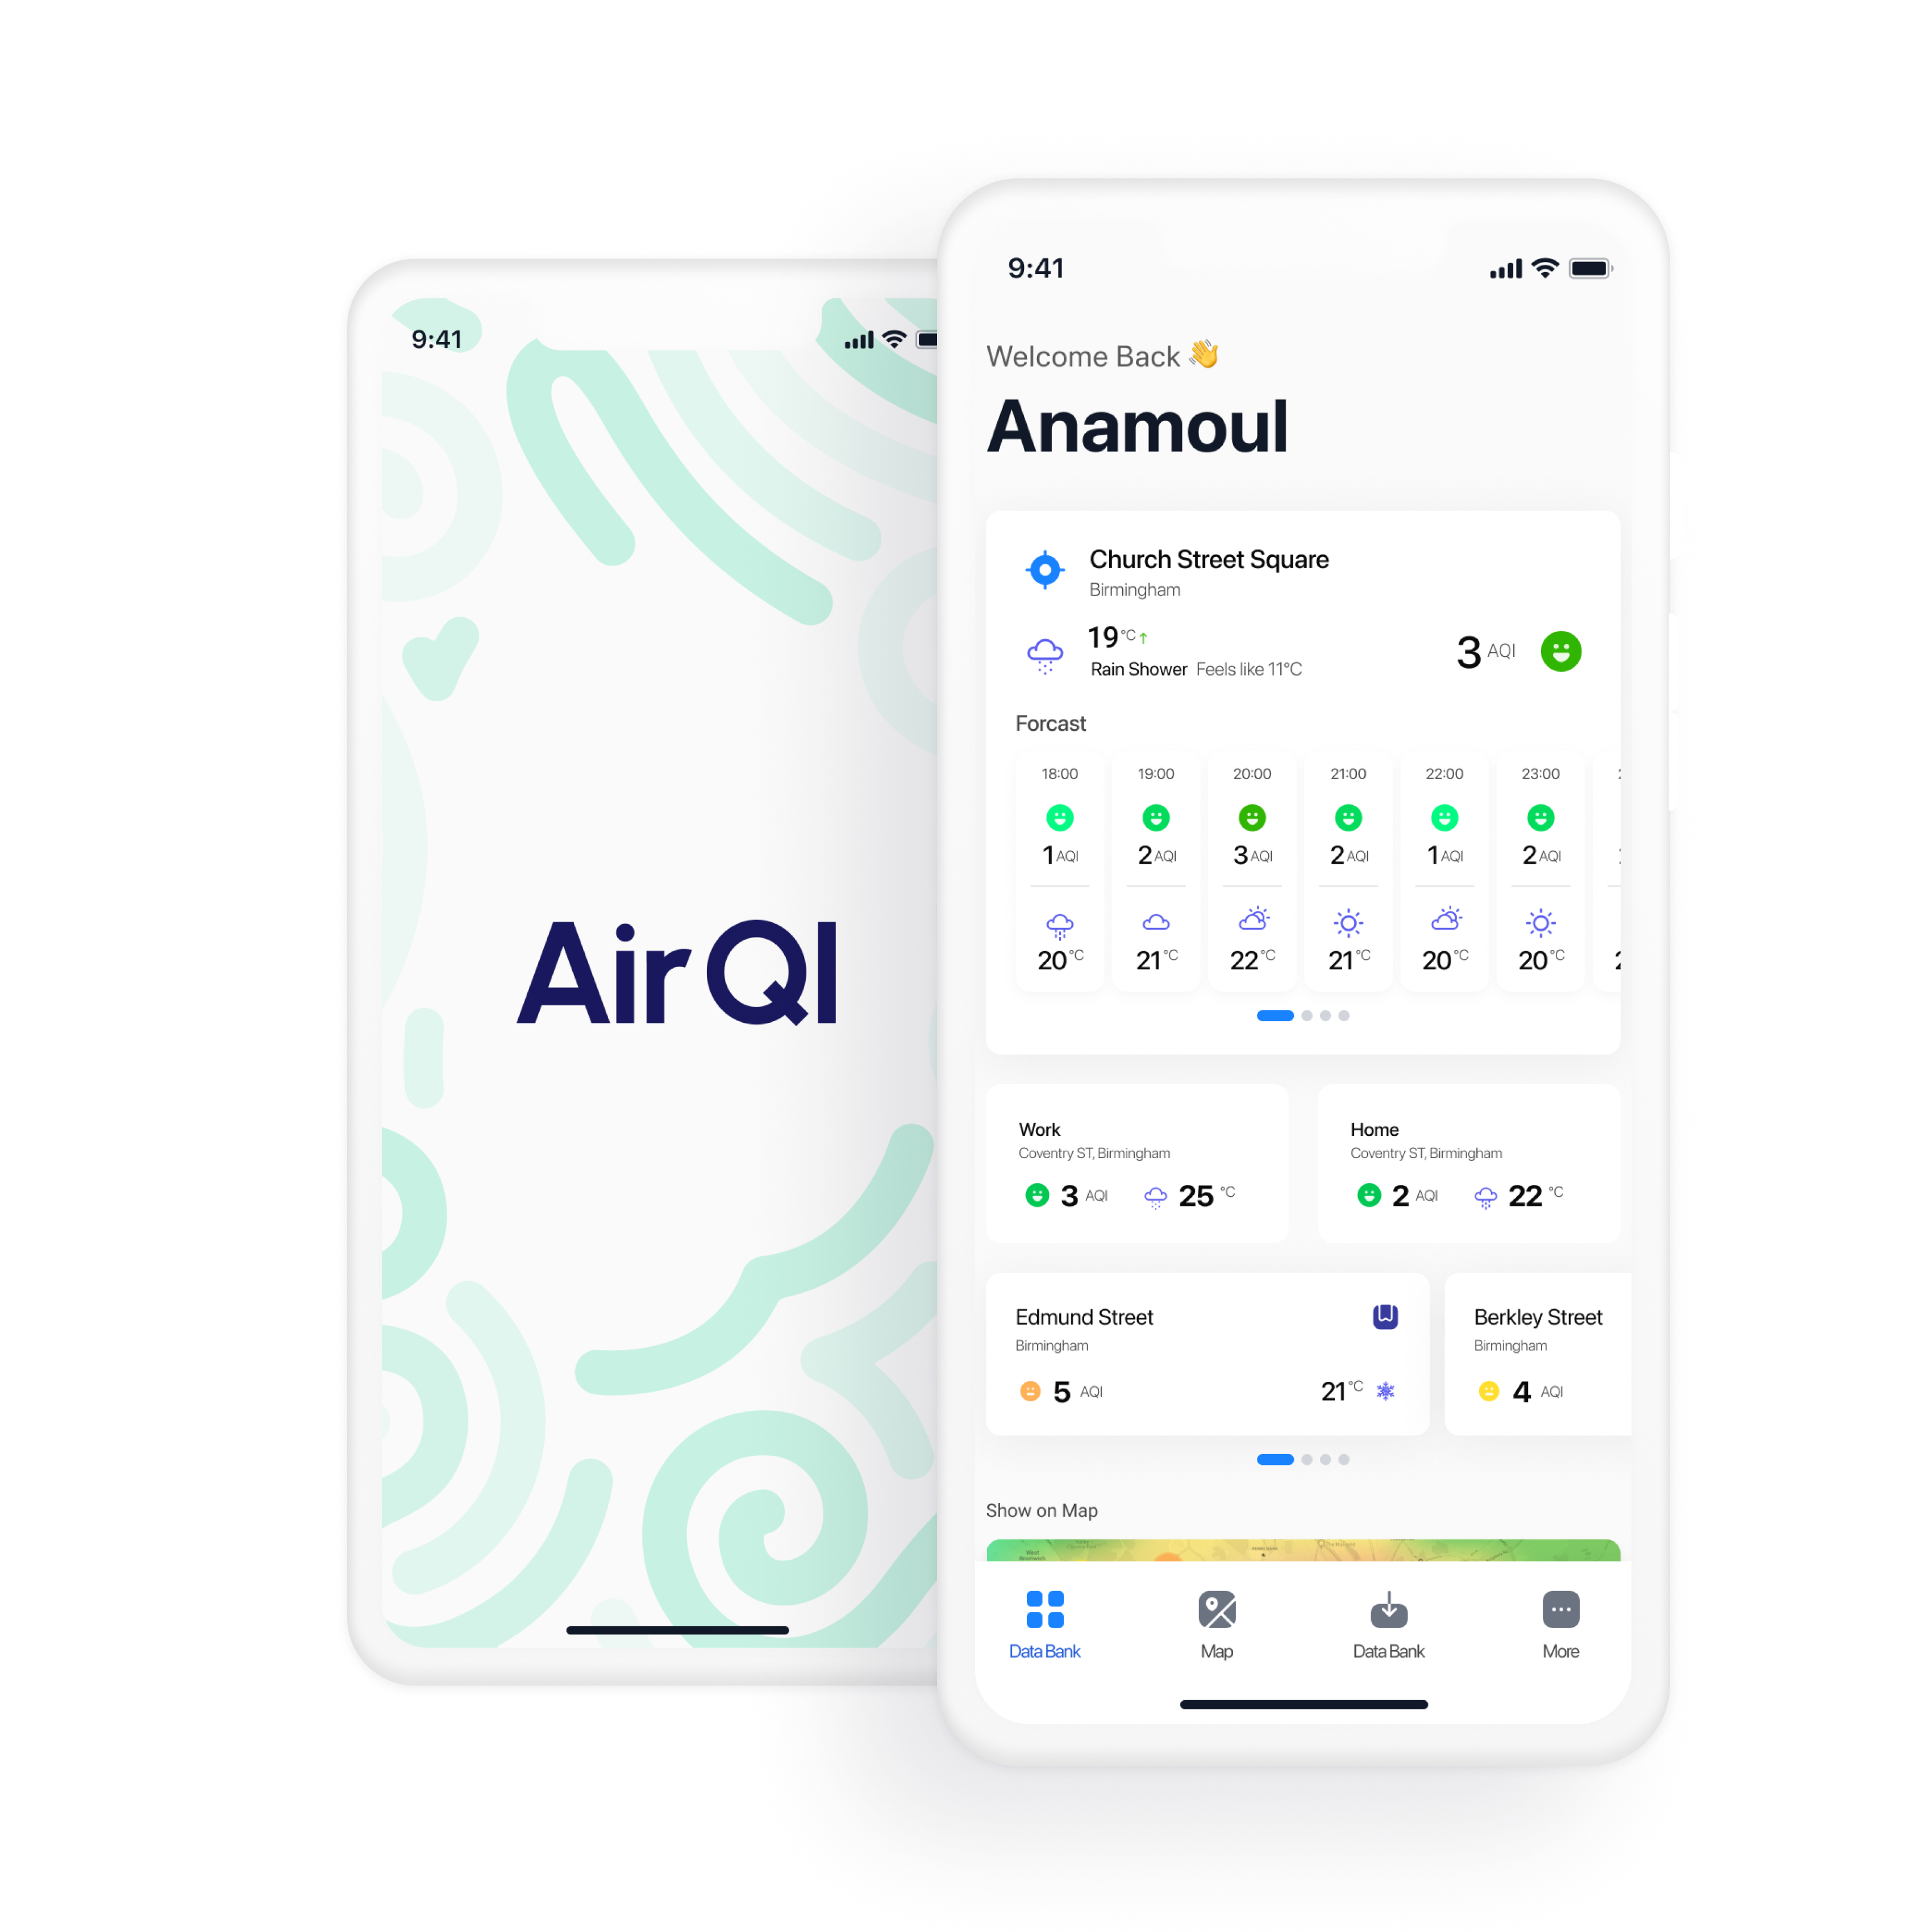 9:41
Air QI
9:41
Welcome Back 👋
Anamoul
Church Street Square
Birmingham
19 °C ↑
Rain Shower Feels like 11°C
3 AQI
Forcast
18:00 19:00 20:00 21:00 22:00 23:00
1 AQI 2 AQI 3 AQI 2 AQI 1 AQI 2 AQI
20 °C 21 °C 22 °C 21 °C 20 °C 20 °C
Work
Coventry ST, Birmingham
3 AQI 25 °C
Home
Coventry ST, Birmingham
2 AQI 22 °C
Edmund Street
Birmingham
5 AQI 21 °C
Berkley Street
Birmingham
4 AQI
Show on Map
Data Bank Map Data Bank More